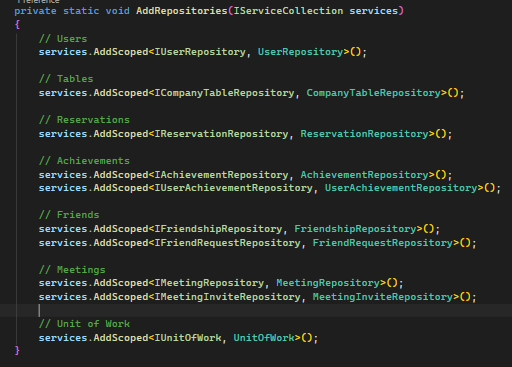 private static void AddRepositories(IServiceCollection services)
{
// Users
services.AddScoped<IUserRepository, UserRepository>();
// Tables
services.AddScoped<ICompanyTableRepository, CompanyTableRepository>();
// Reservations
services.AddScoped<IReservationRepository, ReservationRepository>();
// Achievements
services.AddScoped<IAchievementRepository, AchievementRepository>();
services.AddScoped<IUserAchievementRepository, UserAchievementRepository>();
// Friends
services.AddScoped<IFriendshipRepository, FriendshipRepository>();
services.AddScoped<IFriendRequestRepository, FriendRequestRepository>();
// Meetings
services.AddScoped<IMeetingRepository, MeetingRepository>();
services.AddScoped<IMeetingInviteRepository, MeetingInviteRepository>();
// Unit of Work
services.AddScoped<IUnitOfWork, UnitOfWork>();
}